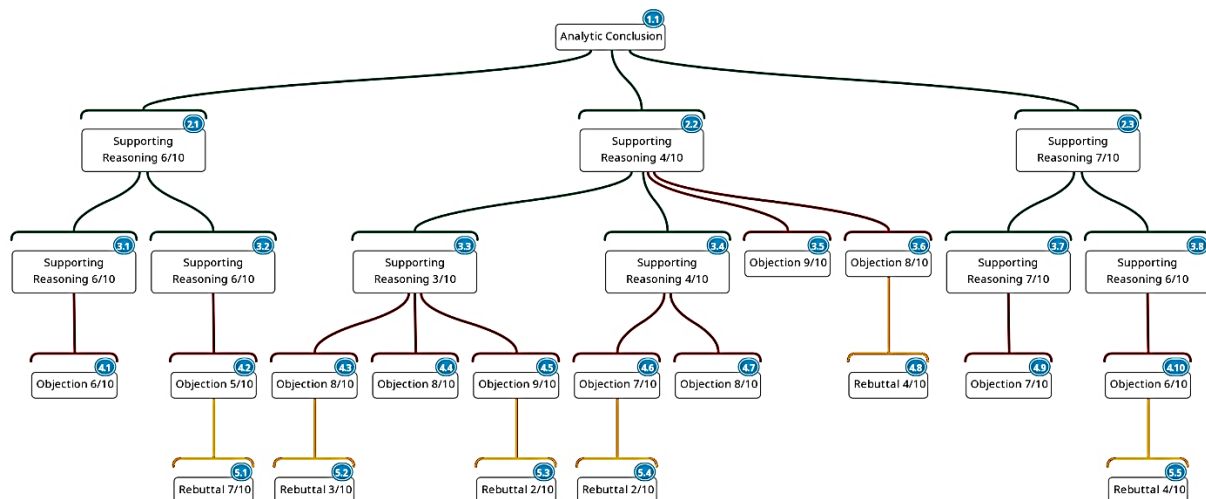 1.1
Analytic Conclusion
2.1
Supporting
Reasoning 6/10
2.2
Supporting
Reasoning 4/10
2.3
Supporting
Reasoning 7/10
3.1
Supporting
Reasoning 6/10
3.2
Supporting
Reasoning 6/10
3.3
Supporting
Reasoning 3/10
3.4
Supporting
Reasoning 4/10
3.5
Objection 9/10
3.6
Objection 8/10
3.7
Supporting
Reasoning 7/10
3.8
Supporting
Reasoning 6/10
4.1
Objection 6/10
4.2
Objection 5/10
4.3
Objection 8/10
4.4
Objection 8/10
4.5
Objection 9/10
4.6
Objection 7/10
4.7
Objection 8/10
4.8
Rebuttal 4/10
4.9
Objection 7/10
4.10
Objection 6/10
5.1
Rebuttal 7/10
5.2
Rebuttal 3/10
5.3
Rebuttal 2/10
5.4
Rebuttal 2/10
5.5
Rebuttal 4/10